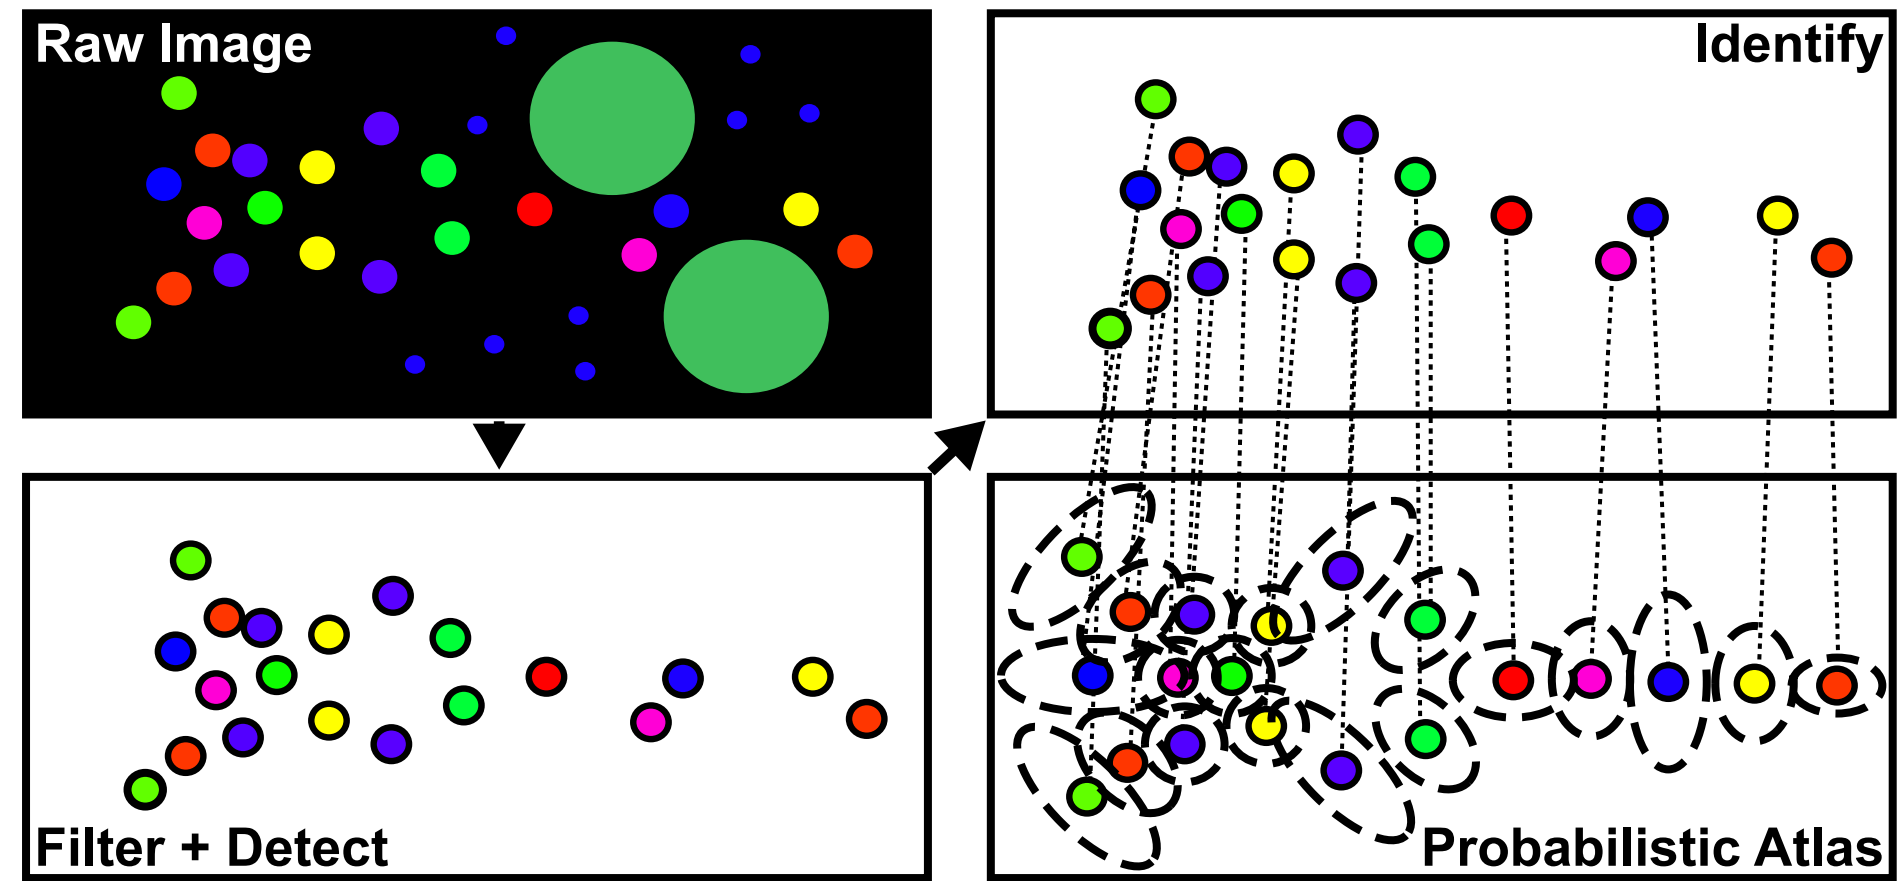 Raw Image
Identify
Filter + Detect
Probabilistic Atlas